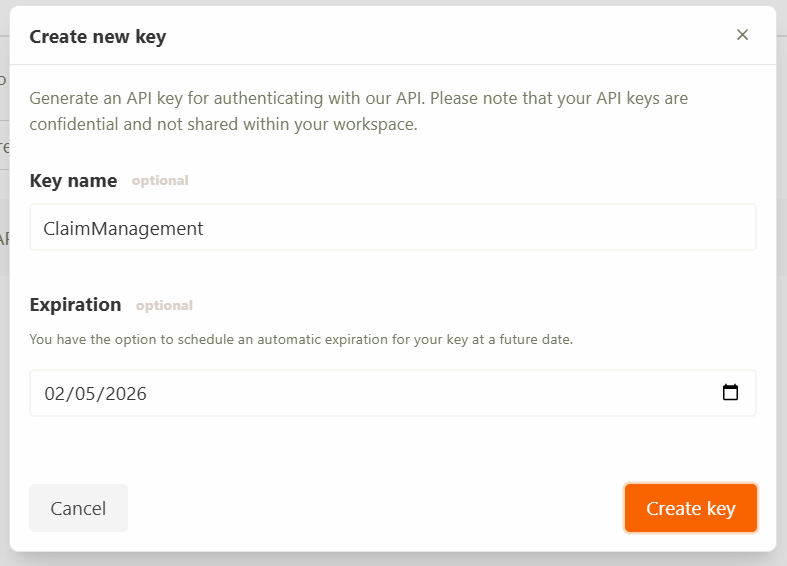 Create new key
Generate an API key for authenticating with our API. Please note that your API keys are
confidential and not shared within your workspace.
Key name optional
ClaimManagement
Expiration optional
You have the option to schedule an automatic expiration for your key at a future date.
02/05/2026
Cancel
Create key